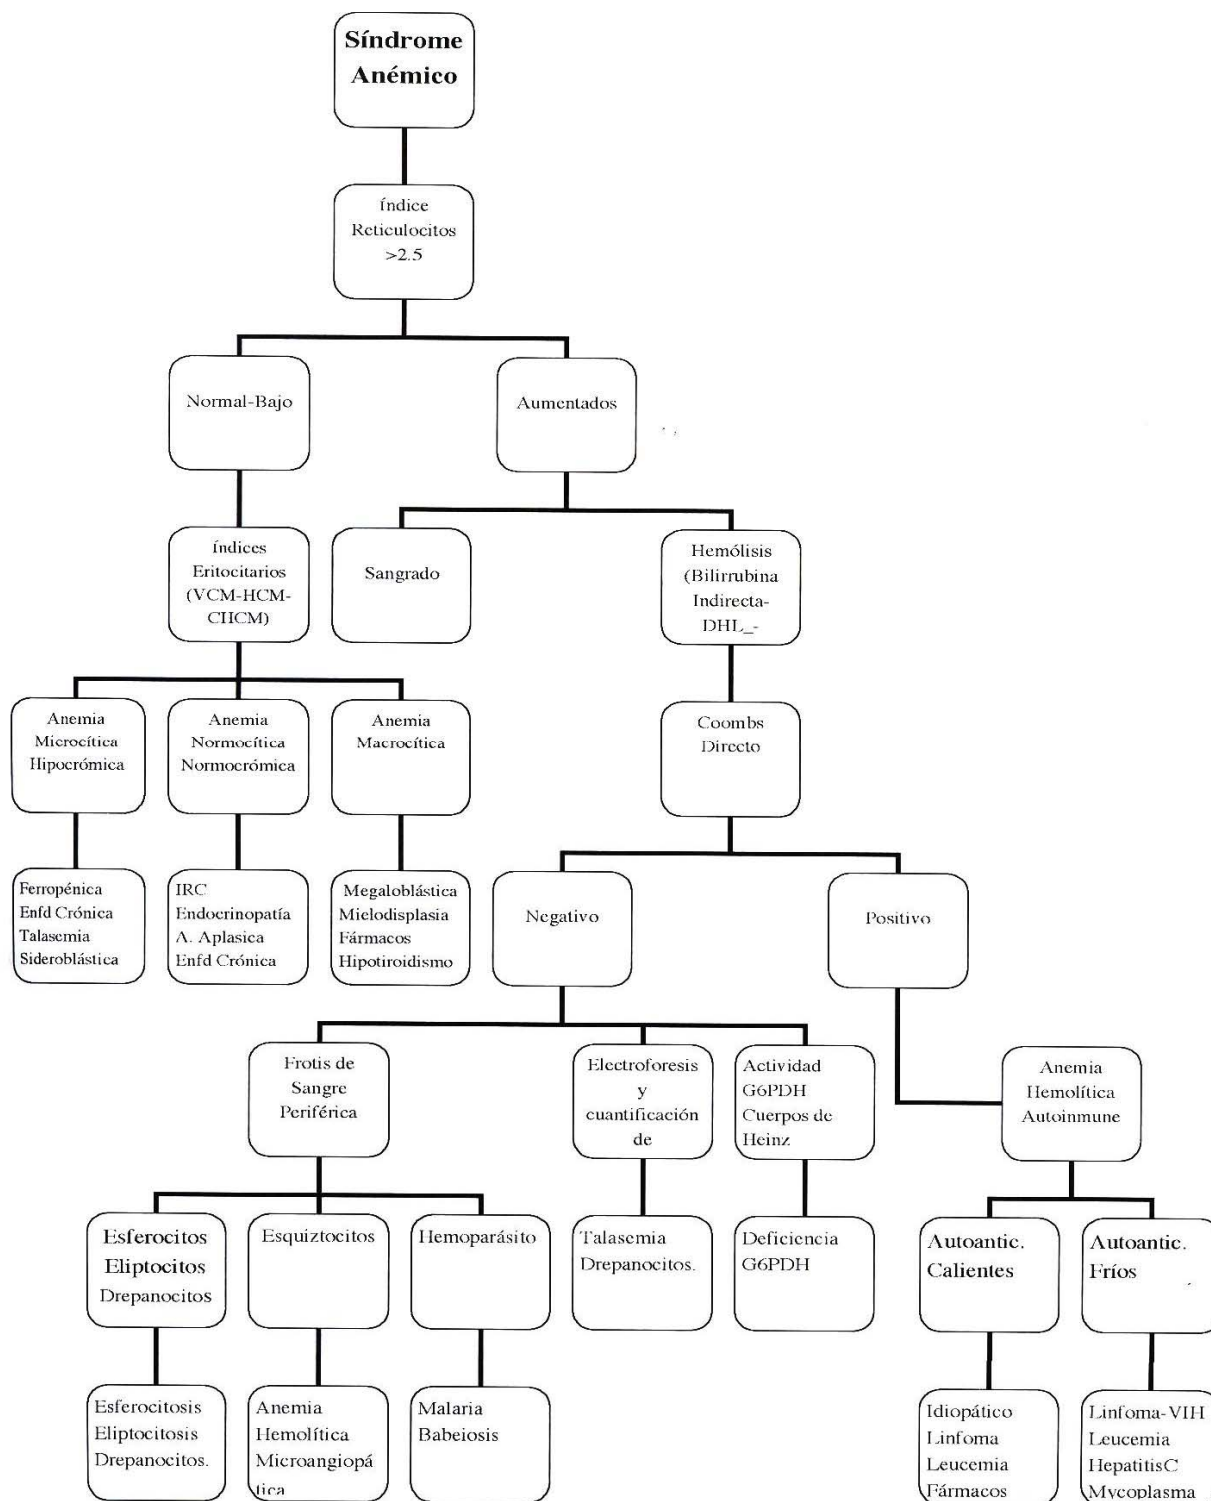 Síndrome
Anémico
índice
Reticulocitos
>2.5
Normal-Bajo
Aumentados
índices
Eritocitarios
(VCM-HCM-
CHCM)
Sangrado
Hemólisis
(Bilirrubina
Indirecta-
DHL_-
Anemia
Microcítica
Hipocrómica
Anemia
Normocítica
Normocrómica
Anemia
Macrocítica
Coombs
Directo
Ferropénica
Enfd Crónica
Talasemia
Sideroblástica
IRC
Endocrinopatía
A. Aplasica
Enfd Crónica
Megaloblástica
Mielodisplasia
Fármacos
Hipotiroidismo
Negativo
Positivo
Frotis de
Sangre
Periférica
Electroforesis
y
cuantificación
de
Actividad
G6PDH
Cuerpos de
Heinz
Anemia
Hemolítica
Autoinmune
Esferocitos
Eliptocitos
Drepanocitos
Esquiztocitos
Hemoparásito
Talasemia
Drepanocitos.
Deficiencia
G6PDH
Autoantic.
Calientes
Autoantic.
Fríos
Esferocitosis
Eliptocitosis
Drepanocitos.
Anemia
Hemolítica
Microangiopá
tica
Malaria
Babeiosis
Idiopático
Linfoma
Leucemia
Fármacos
Linfoma-VIH
Leucemia
HepatitisC
Mycoplasma